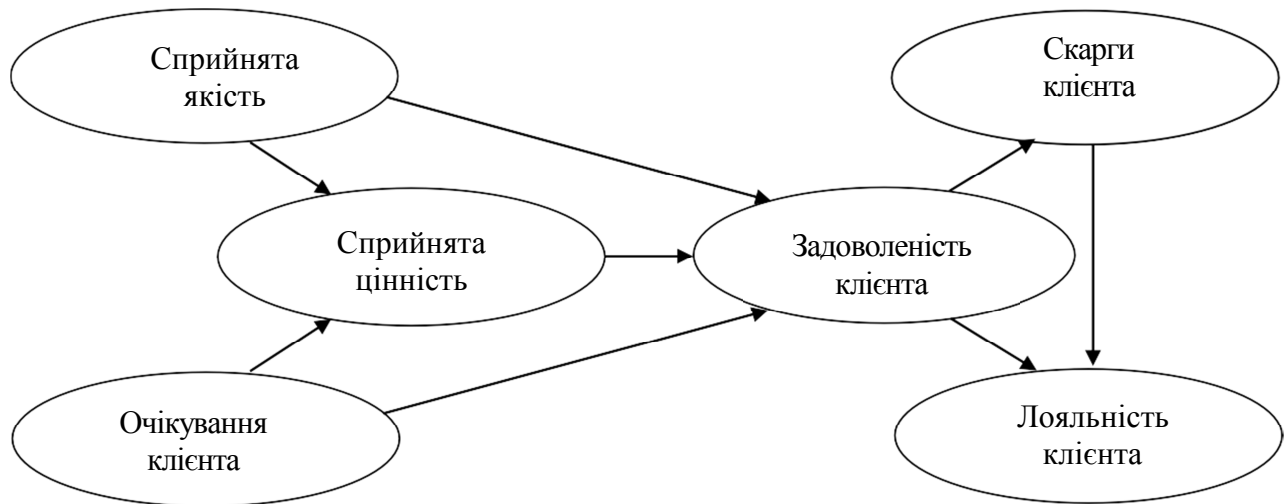 Сприйнята
якість
Скарги
клієнта
Сприйнята
цінність
Задоволеність
клієнта
Очікування
клієнта
Лояльність
клієнта